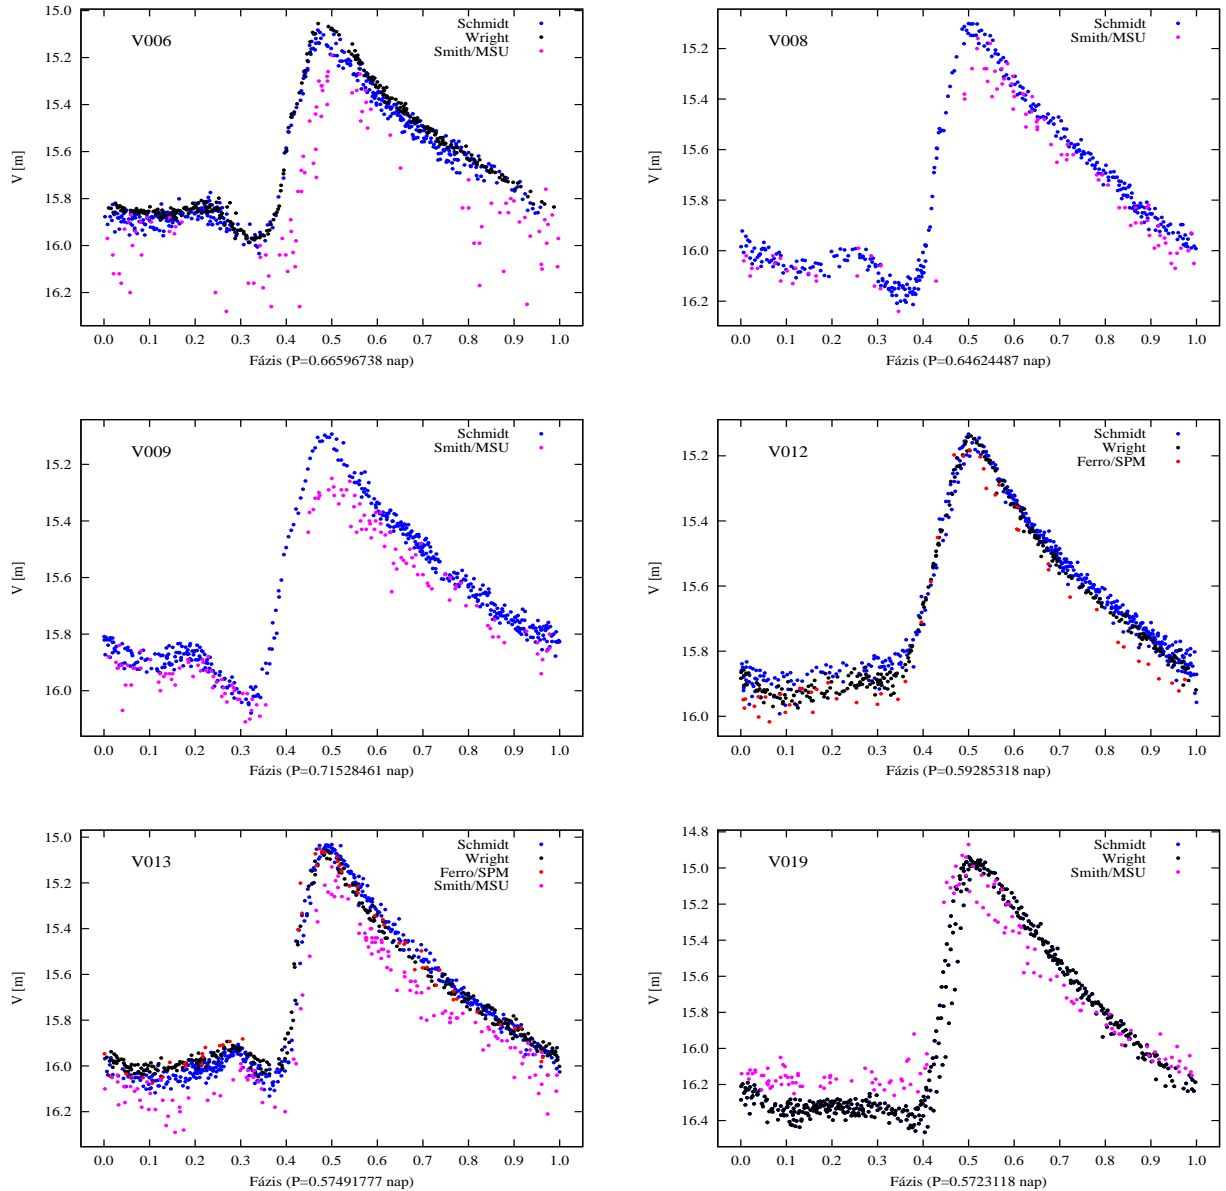 V006
Schmidt
Wright
Smith/MSU
V [m]
15.0
15.2
15.4
15.6
15.8
16.0
16.2
0.0 0.1 0.2 0.3 0.4 0.5 0.6 0.7 0.8 0.9 1.0
Fázis (P=0.66596738 nap)
V008
Schmidt
Smith/MSU
V [m]
15.2
15.4
15.6
15.8
16.0
16.2
0.0 0.1 0.2 0.3 0.4 0.5 0.6 0.7 0.8 0.9 1.0
Fázis (P=0.64624487 nap)
V009
Schmidt
Smith/MSU
V [m]
15.2
15.4
15.6
15.8
16.0
0.0 0.1 0.2 0.3 0.4 0.5 0.6 0.7 0.8 0.9 1.0
Fázis (P=0.71528461 nap)
V012
Schmidt
Wright
Ferro/SPM
V [m]
15.2
15.4
15.6
15.8
16.0
0.0 0.1 0.2 0.3 0.4 0.5 0.6 0.7 0.8 0.9 1.0
Fázis (P=0.59285318 nap)
V013
Schmidt
Wright
Ferro/SPM
Smith/MSU
V [m]
15.0
15.2
15.4
15.6
15.8
16.0
16.2
0.0 0.1 0.2 0.3 0.4 0.5 0.6 0.7 0.8 0.9 1.0
Fázis (P=0.57491777 nap)
V019
Schmidt
Wright
Smith/MSU
V [m]
14.8
15.0
15.2
15.4
15.6
15.8
16.0
16.2
16.4
0.0 0.1 0.2 0.3 0.4 0.5 0.6 0.7 0.8 0.9 1.0
Fázis (P=0.5723118 nap)